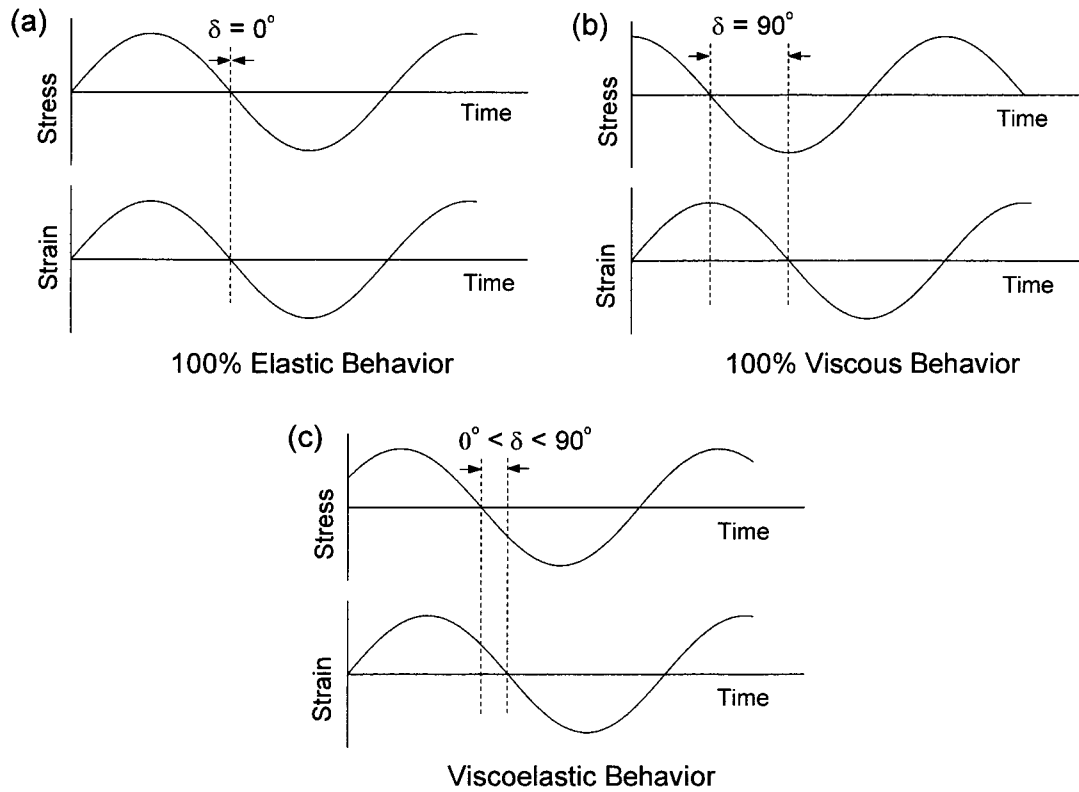 (a)
δ = 0°
Stress
Time
Strain
Time
100% Elastic Behavior
(b)
δ = 90°
Stress
Time
Strain
Time
100% Viscous Behavior
(c)
0° < δ < 90°
Stress
Time
Strain
Time
Viscoelastic Behavior